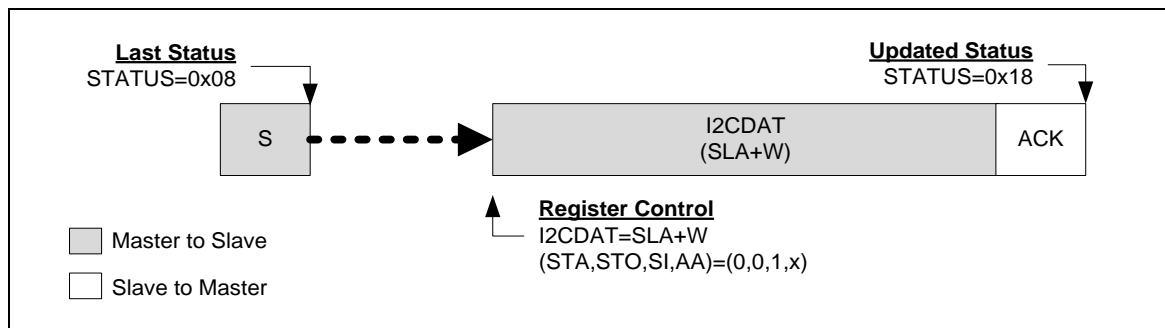 Last Status
STATUS=0x08
Updated Status
STATUS=0x18
S
I2CDAT
(SLA+W)
ACK
Register Control
I2CDAT=SLA+W
(STA,STO,SI,AA)=(0,0,1,x)
Master to Slave
Slave to Master